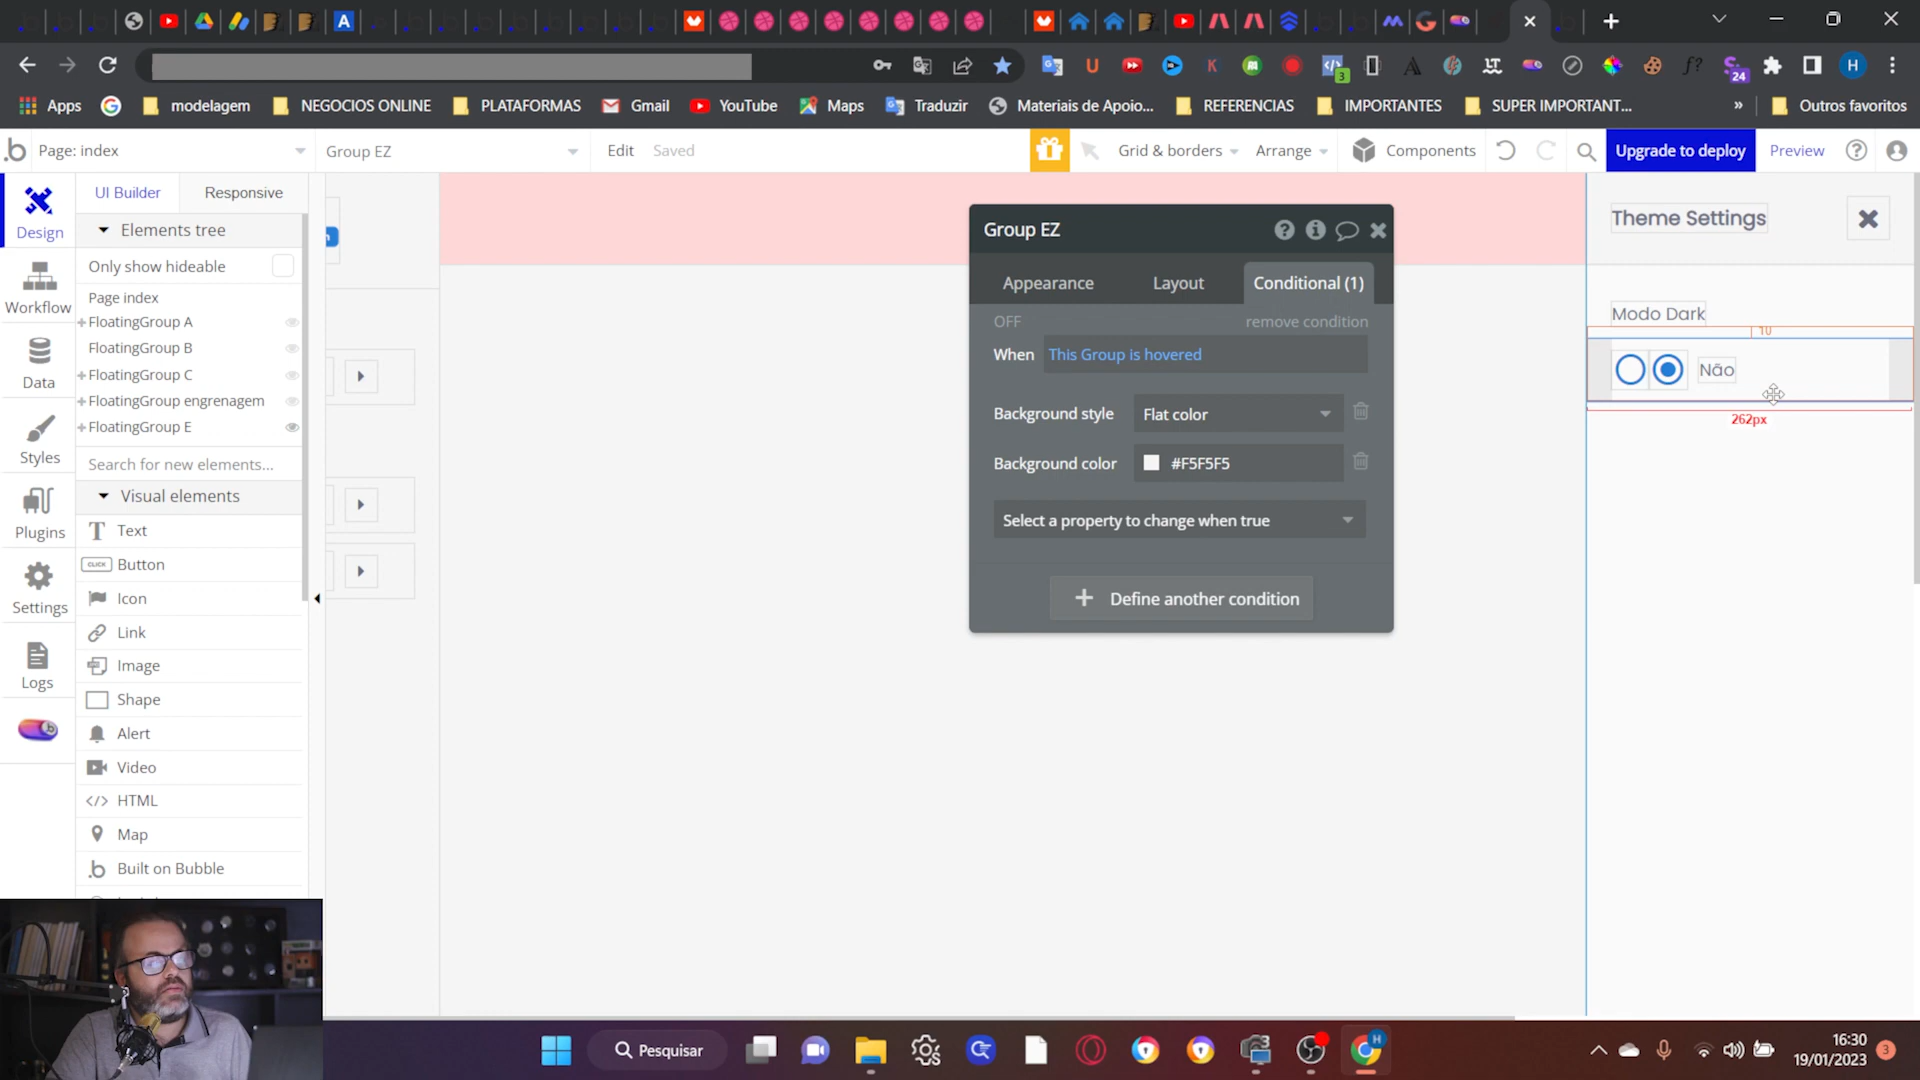 A
24
3
H
Apps
modelagem
NEGOCIOS ONLINE
PLATAFORMAS
Gmail
YouTube
Maps
Traduzir
Materiais de Apoio...
REFERENCIAS
IMPORTANTES
SUPER IMPORTANT...
»
Outros favoritos
Page: index
Group EZ
Edit
Saved
Grid & borders
Arrange
Components
Upgrade to deploy
Preview
Design
Workflow
Data
Styles
Plugins
Settings
Logs
UI Builder
Responsive
Elements tree
Only show hideable
Page index
FloatingGroup A
FloatingGroup B
FloatingGroup C
FloatingGroup engrenagem
FloatingGroup E
Search for new elements...
Visual elements
Text
CLICK
Button
Icon
Link
Image
Shape
Alert
Video
HTML
Map
Built on Bubble
Group EZ
Appearance
Layout
Conditional (1)
OFF
remove condition
When
This Group is hovered
Background style
Flat color
Background color
#F5F5F5
Select a property to change when true
Define another condition
Theme Settings
Modo Dark
10
Não
262px
Pesquisar
H
16:30
19/01/2023
3